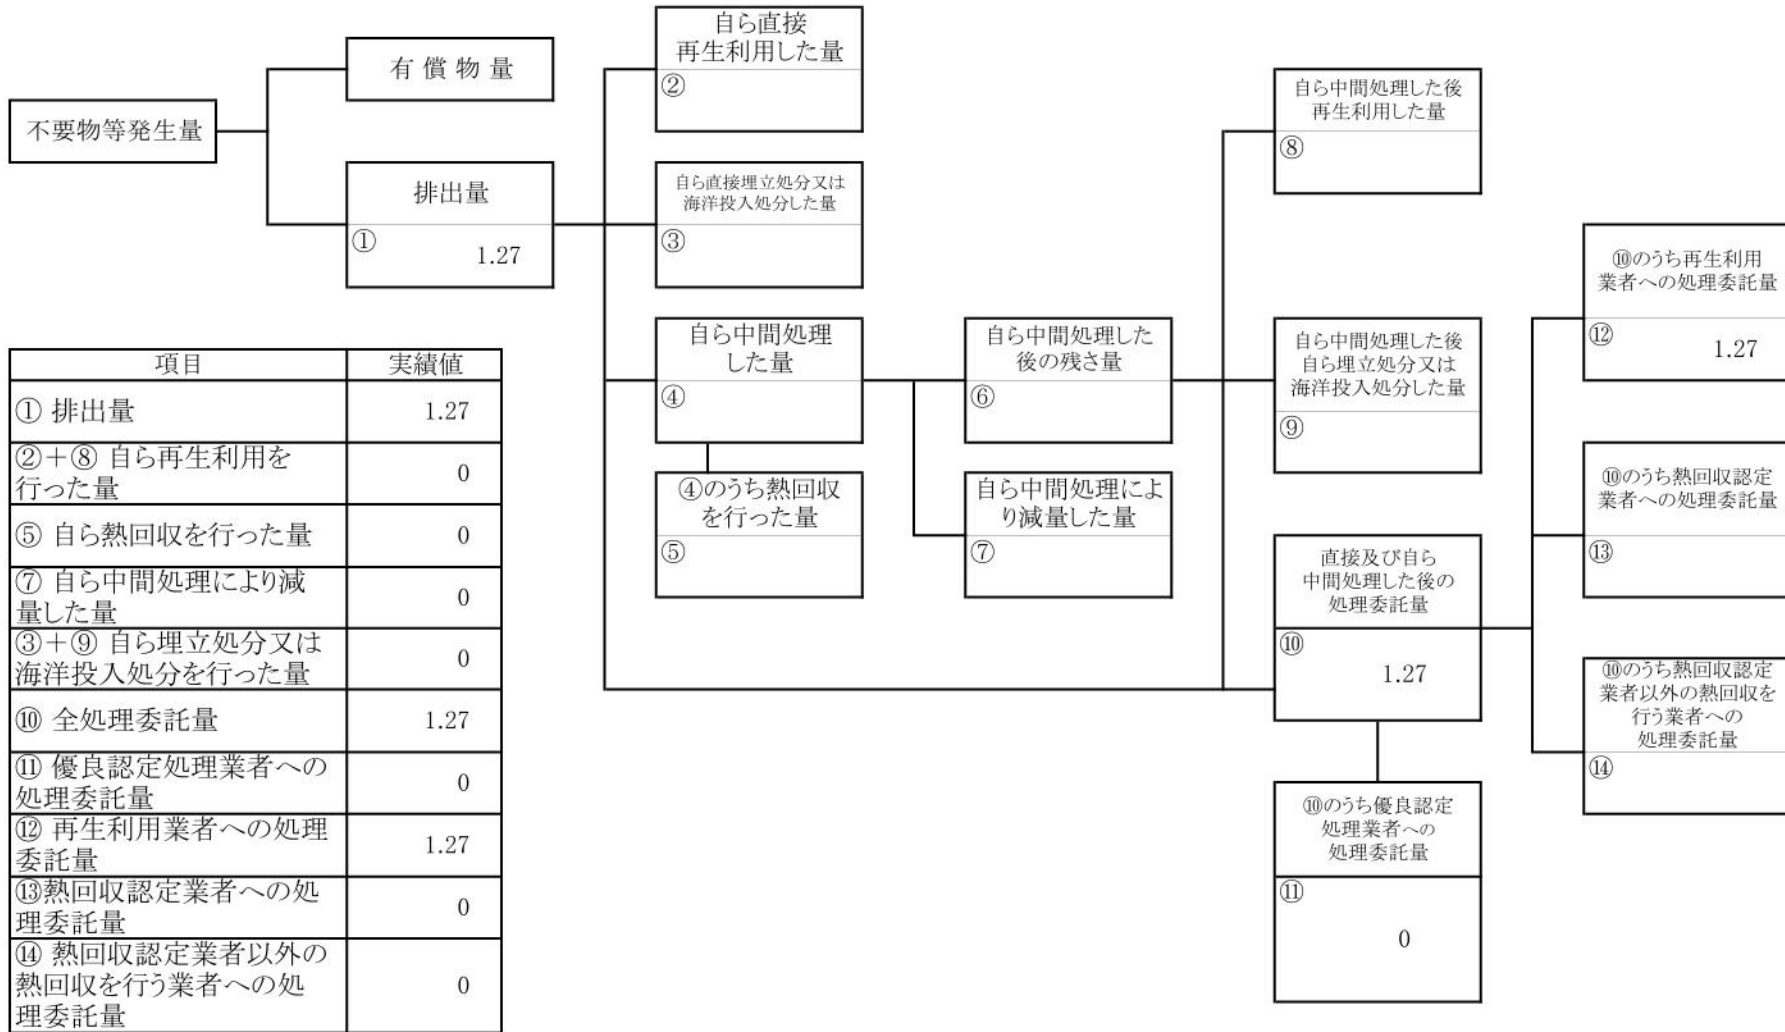 不要物等発生量
有償物量
排出量
①
1.27
自ら直接
再生利用した量
②
自ら直接埋立処分又は
海洋投入処分した量
③
自ら中間処理
した量
④
④のうち熱回収
を行った量
⑤
自ら中間処理した
後の残さ量
⑥
自ら中間処理によ
り減量した量
⑦
自ら中間処理した後
再生利用した量
⑧
自ら中間処理した後
自ら埋立処分又は
海洋投入処分した量
⑨
直接及び自ら
中間処理した後の
処理委託量
⑩
1.27
⑩のうち優良認定
処理業者への
処理委託量
⑪
0
⑩のうち再生利用
業者への処理委託量
⑫
1.27
⑩のうち熱回収認定
業者への処理委託量
⑬
⑩のうち熱回収認定
業者以外の熱回収を
行う業者への
処理委託量
⑭
項目 実績値
① 排出量 1.27
②+⑧ 自ら再生利用を
行った量 0
⑤ 自ら熱回収を行った量 0
⑦ 自ら中間処理により減
量した量 0
③+⑨ 自ら埋立処分又は
海洋投入処分を行った量 0
⑩ 全処理委託量 1.27
⑪ 優良認定処理業者への
処理委託量 0
⑫ 再生利用業者への処理
委託量 1.27
⑬熱回収認定業者への処
理委託量 0
⑭ 熱回収認定業者以外の
熱回収を行う業者への処
理委託量 0